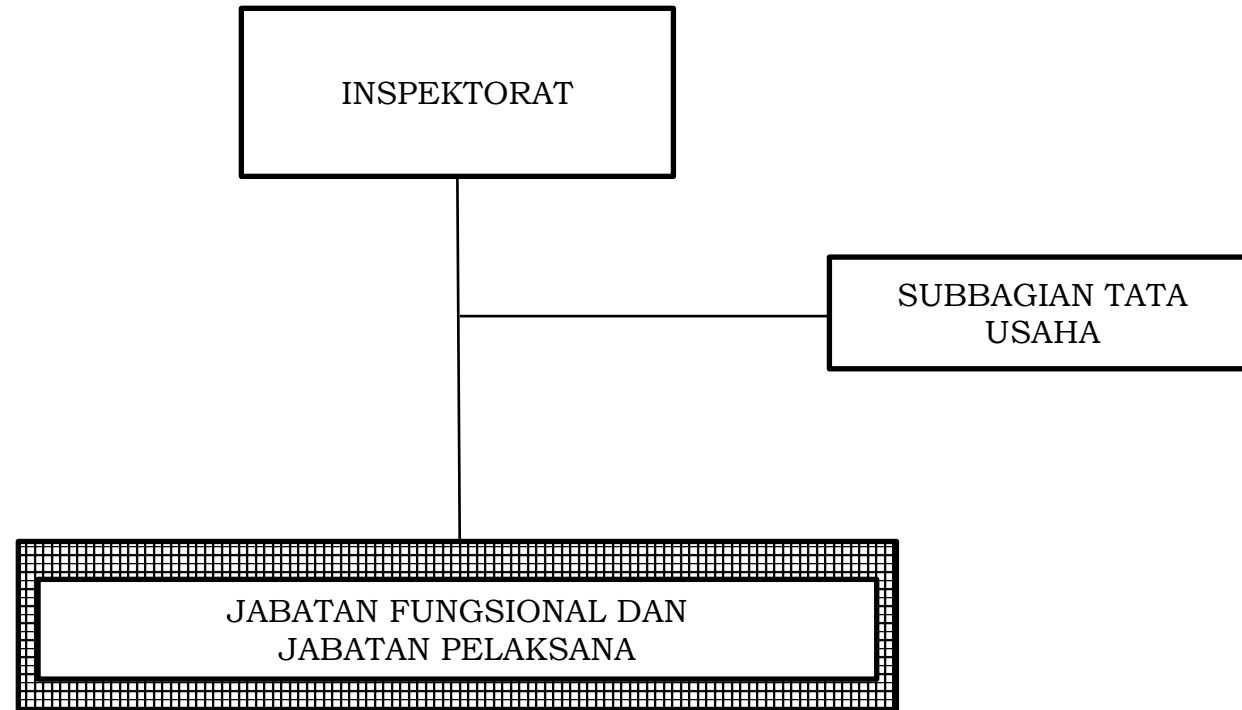 INSPEKTORAT
SUBBAGIAN TATA
USAHA
JABATAN FUNGSIONAL DAN
JABATAN PELAKSANA